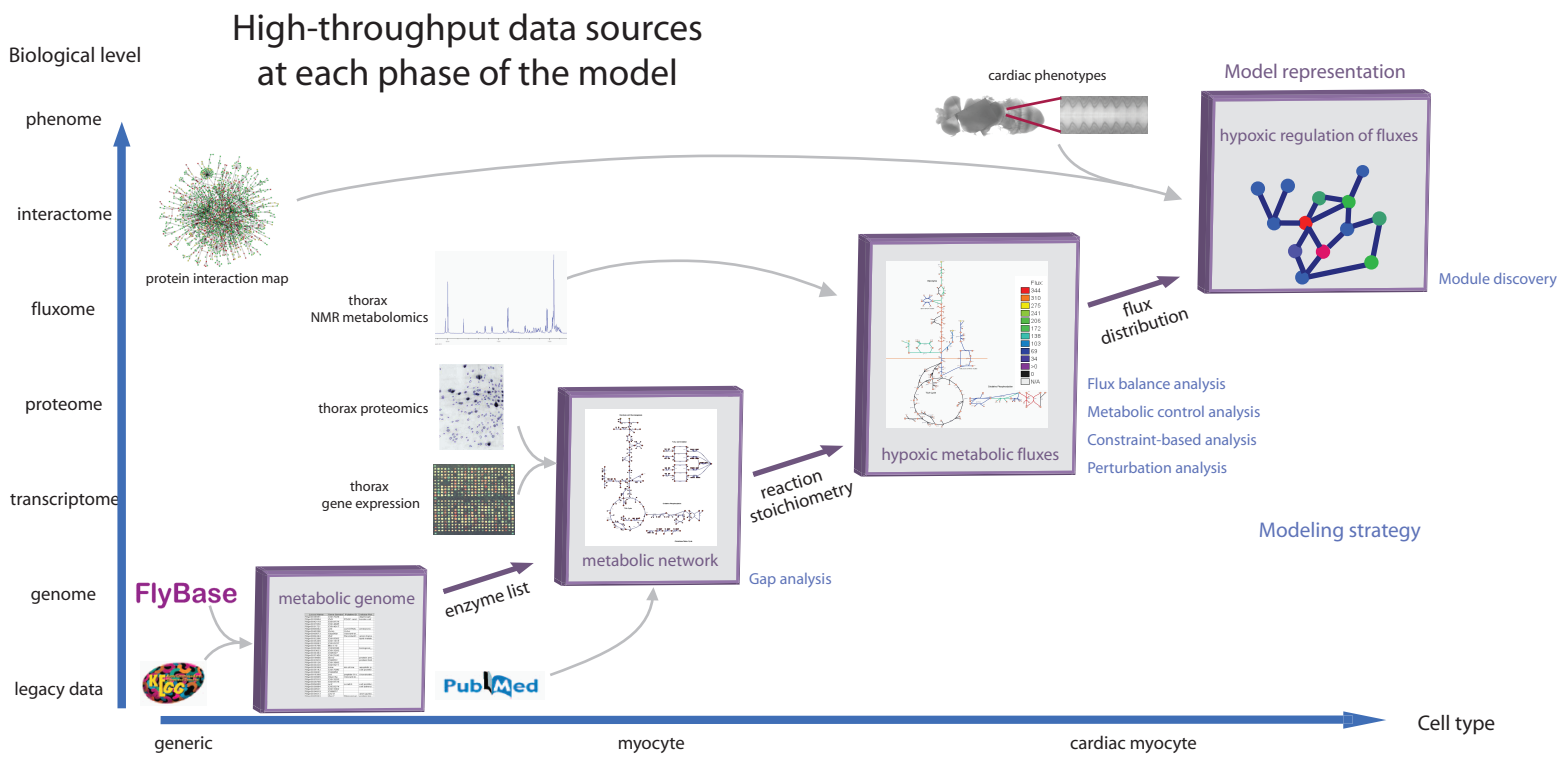 High-throughput data sources
at each phase of the model
Biological level
phenome
interactome
fluxome
proteome
transcriptome
genome
legacy data
protein interaction map
thorax
NMR metabolomics
thorax proteomics
thorax
gene expression
FlyBase
KEGG
PubMed
metabolic genome
enzyme list
metabolic network
Gap analysis
reaction
stoichiometry
hypoxic metabolic fluxes
Flux
344
310
275
241
206
172
138
103
69
34
>0
0
N/A
flux
distribution
Flux balance analysis
Metabolic control analysis
Constraint-based analysis
Perturbation analysis
cardiac phenotypes
Model representation
hypoxic regulation of fluxes
Module discovery
Modeling strategy
generic
myocyte
cardiac myocyte
Cell type